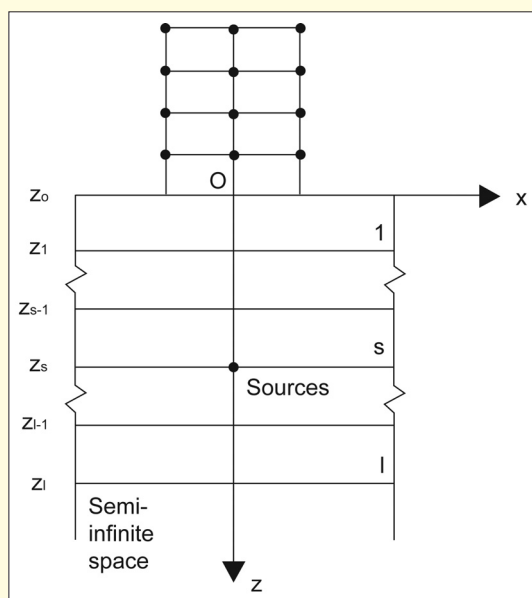 O
z₀
x
1
z₁
zₛ₋₁
s
zₛ
Sources
zₗ₋₁
l
zₗ
Semi-
infinite
space
z